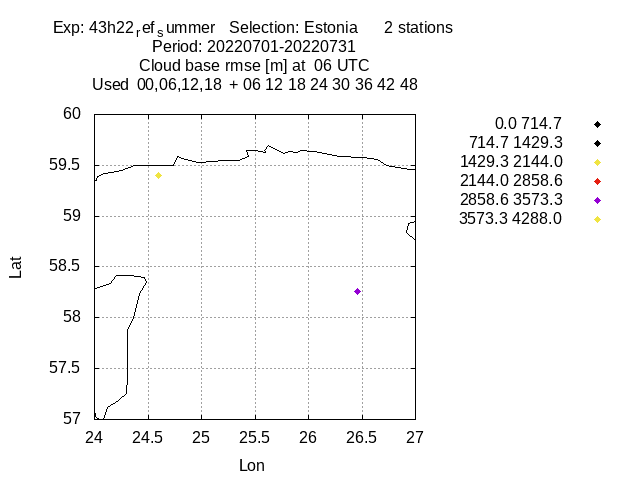 Exp: 43h22refsummer   Selection: Estonia      2 stations
Period: 20220701-20220731
Cloud base rmse [m] at  06 UTC
Used  00,06,12,18  + 06 12 18 24 30 36 42 48
0.0 714.7
714.7 1429.3
1429.3 2144.0
2144.0 2858.6
2858.6 3573.3
3573.3 4288.0
60
59.5
59
58.5
58
57.5
57
Lat
24 24.5 25 25.5 26 26.5 27
Lon